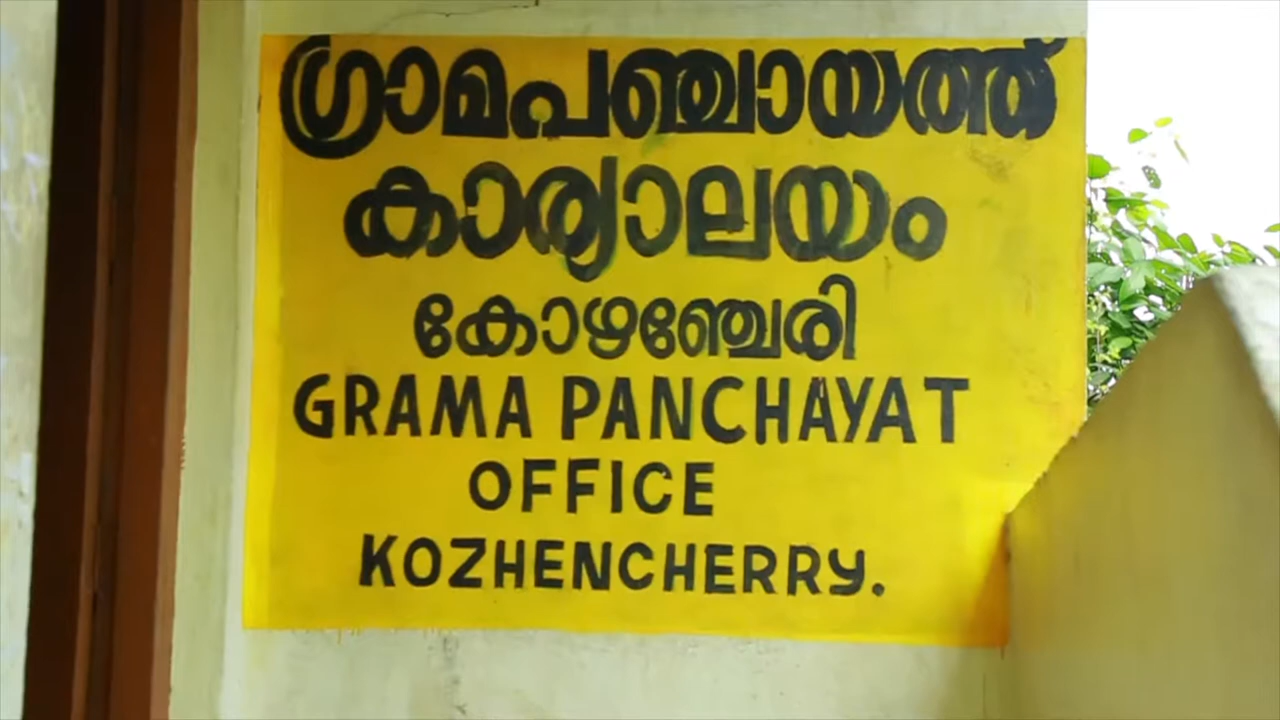 ഗ്രാമപഞ്ചായത്ത്
കാര്യാലയം
കോഴഞ്ചേരി
GRAMA PANCHAYAT
OFFICE
KOZHENCHERRY.